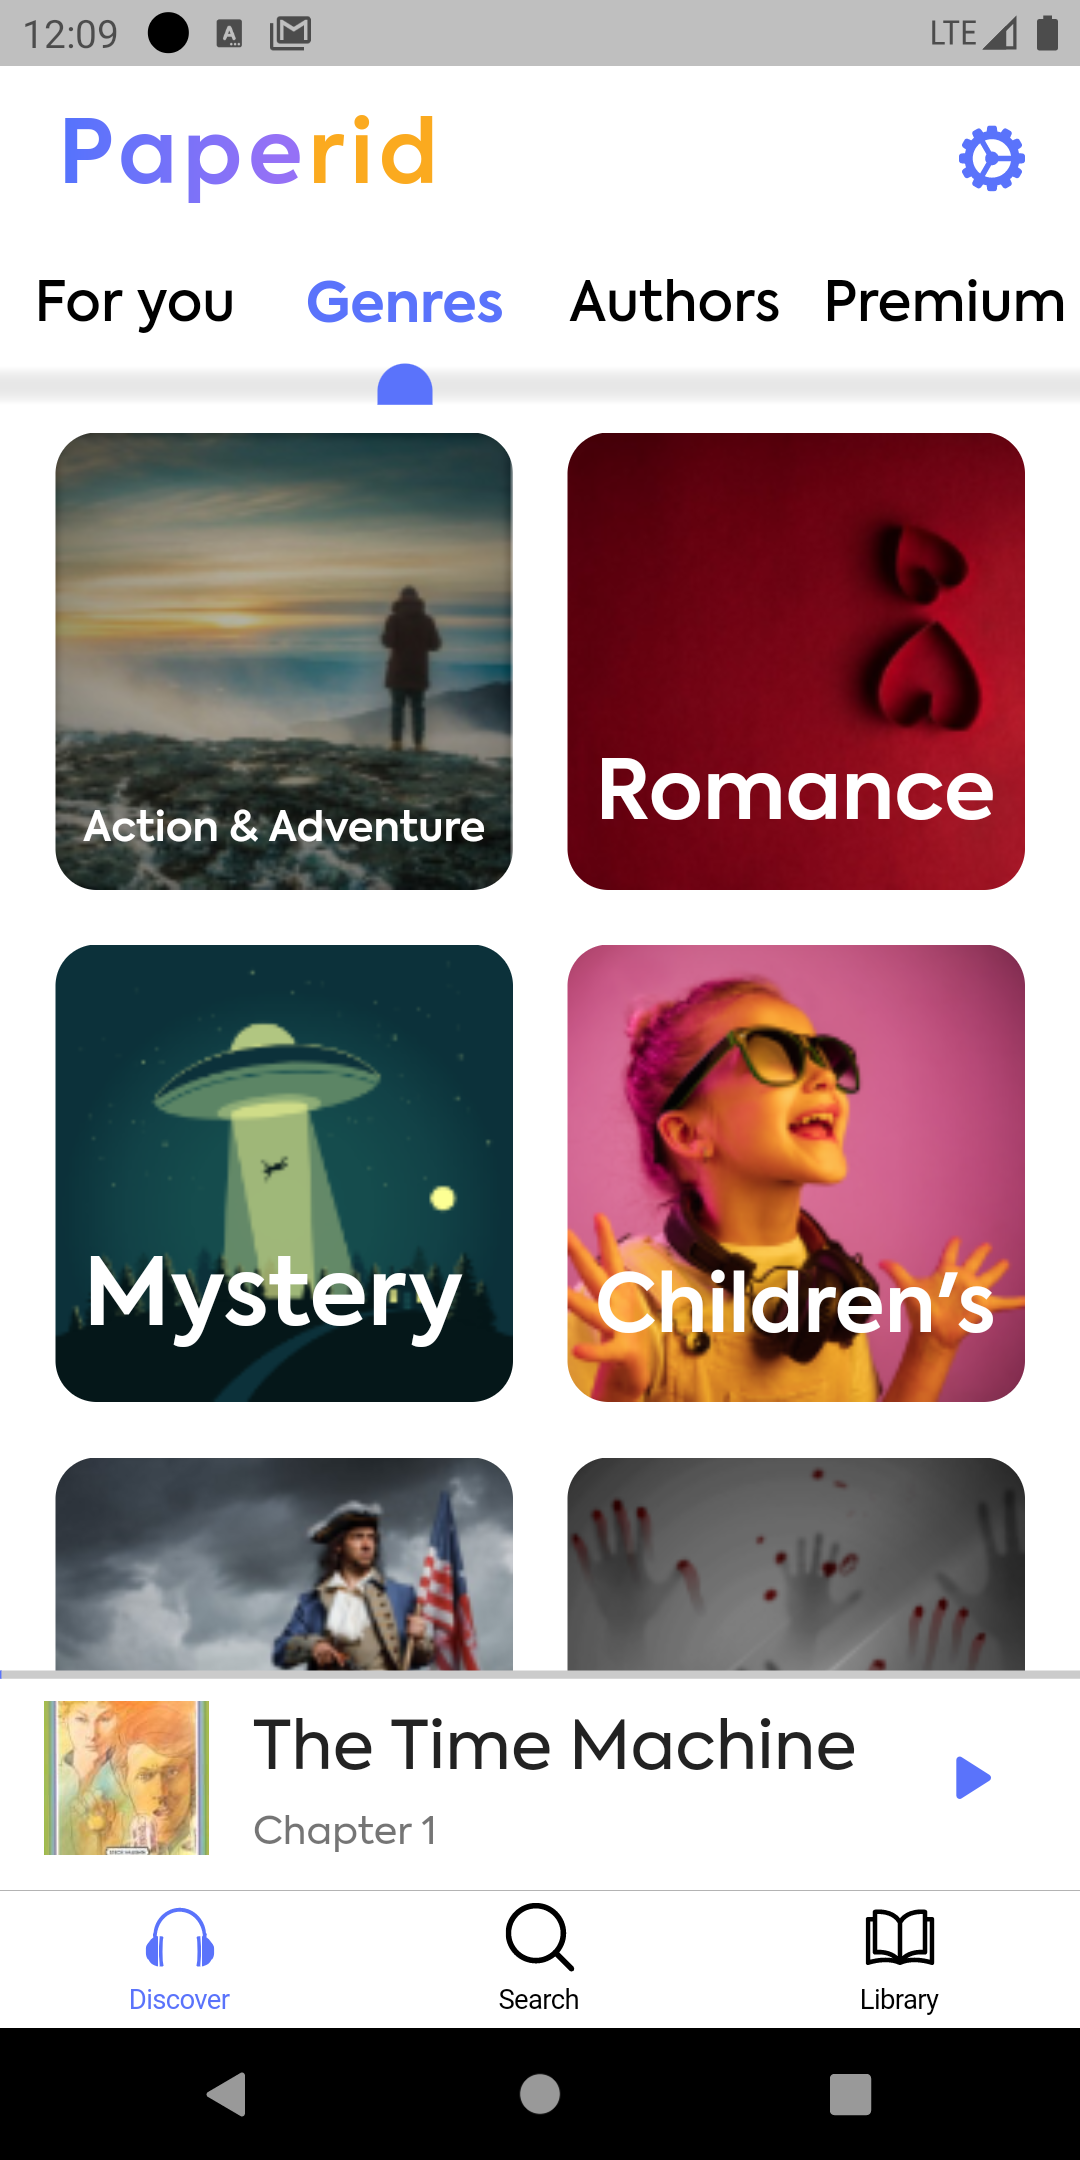 12:09
LTE
Paperid
For you
Genres
Authors
Premium
Action & Adventure
Romance
Mystery
Children's
The Time Machine
Chapter 1
Discover
Search
Library